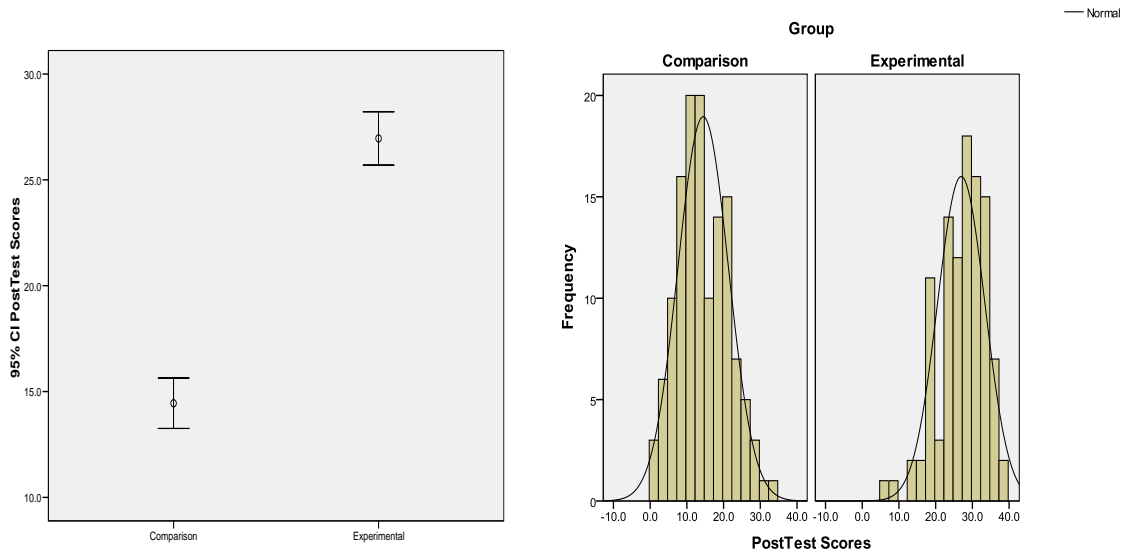 95% CI PostTest Scores
30.0
25.0
20.0
15.0
10.0
Comparison Experimental
Normal
Group
Comparison Experimental
Frequency
20
15
10
5
0
-10.0 0.0 10.0 20.0 30.0 40.0 -10.0 0.0 10.0 20.0 30.0 40.0
PostTest Scores